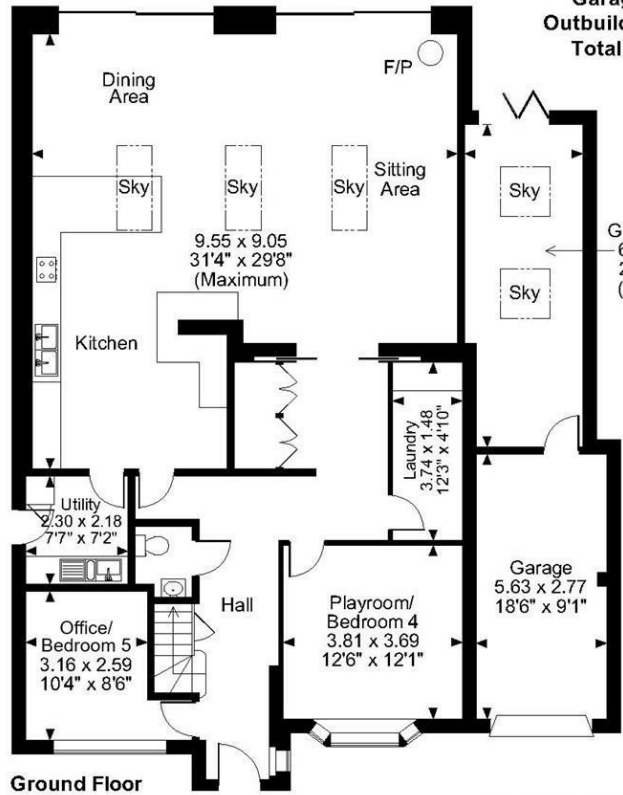 Garag
Outbuild
Total
Dining
Area
F/P
Sitting
Area
Sky
Sky
Sky
Sky
Sky
9.55 x 9.05
31'4" x 29'8"
(Maximum)
G
6
2
(
Kitchen
Laundry
3.74 x 1.48
12'3" x 4'10"
Utility
2.30 x 2.18
7'7" x 7'2"
Garage
5.63 x 2.77
18'6" x 9'1"
Hall
Playroom/
Bedroom 4
3.81 x 3.69
12'6" x 12'1"
Office/
Bedroom 5
3.16 x 2.59
10'4" x 8'6"
Ground Floor